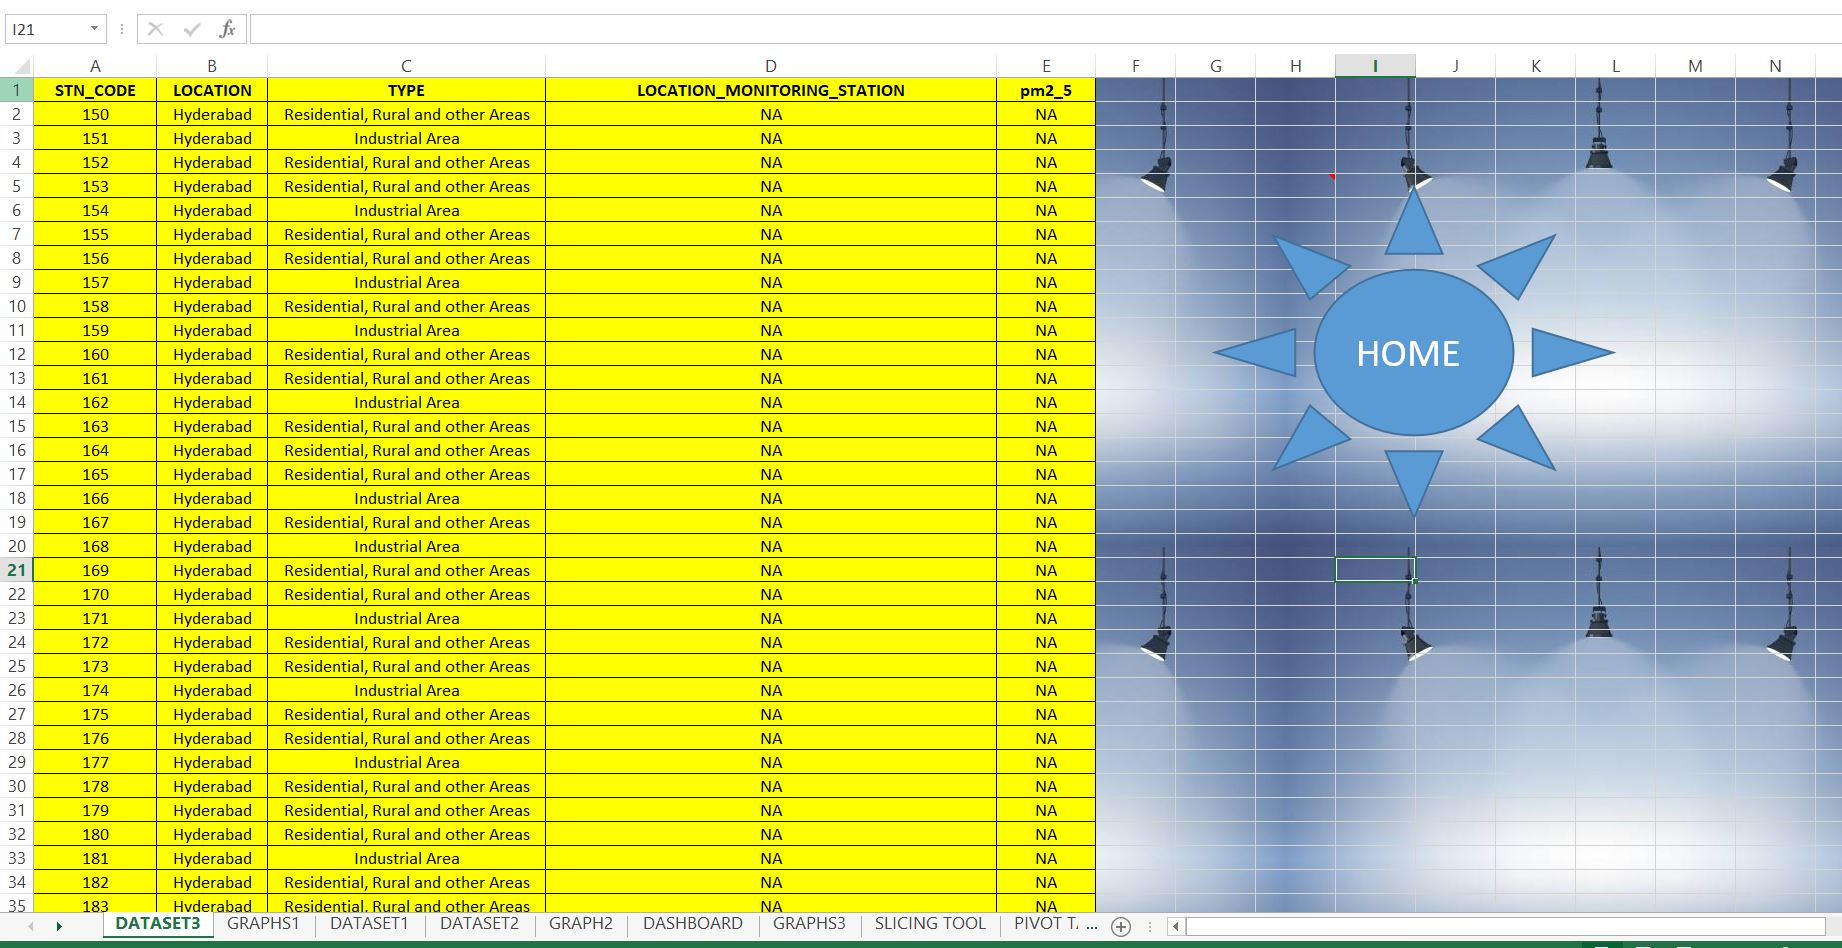 I21 fx
A B C D E F G H I J K L M N
1 STN_CODE LOCATION TYPE LOCATION_MONITORING_STATION pm2_5
2 150 Hyderabad Residential, Rural and other Areas NA NA
3 151 Hyderabad Industrial Area NA NA
4 152 Hyderabad Residential, Rural and other Areas NA NA
5 153 Hyderabad Residential, Rural and other Areas NA NA
6 154 Hyderabad Industrial Area NA NA
7 155 Hyderabad Residential, Rural and other Areas NA NA
8 156 Hyderabad Residential, Rural and other Areas NA NA
9 157 Hyderabad Industrial Area NA NA
10 158 Hyderabad Residential, Rural and other Areas NA NA
11 159 Hyderabad Industrial Area NA NA
12 160 Hyderabad Residential, Rural and other Areas NA NA HOME
13 161 Hyderabad Residential, Rural and other Areas NA NA
14 162 Hyderabad Industrial Area NA NA
15 163 Hyderabad Residential, Rural and other Areas NA NA
16 164 Hyderabad Residential, Rural and other Areas NA NA
17 165 Hyderabad Residential, Rural and other Areas NA NA
18 166 Hyderabad Industrial Area NA NA
19 167 Hyderabad Residential, Rural and other Areas NA NA
20 168 Hyderabad Industrial Area NA NA
21 169 Hyderabad Residential, Rural and other Areas NA NA
22 170 Hyderabad Residential, Rural and other Areas NA NA
23 171 Hyderabad Industrial Area NA NA
24 172 Hyderabad Residential, Rural and other Areas NA NA
25 173 Hyderabad Residential, Rural and other Areas NA NA
26 174 Hyderabad Industrial Area NA NA
27 175 Hyderabad Residential, Rural and other Areas NA NA
28 176 Hyderabad Residential, Rural and other Areas NA NA
29 177 Hyderabad Industrial Area NA NA
30 178 Hyderabad Residential, Rural and other Areas NA NA
31 179 Hyderabad Residential, Rural and other Areas NA NA
32 180 Hyderabad Residential, Rural and other Areas NA NA
33 181 Hyderabad Industrial Area NA NA
34 182 Hyderabad Residential, Rural and other Areas NA NA
35 183 Hyderabad Residential, Rural and other Areas NA NA
DATASET3 GRAPHS1 DATASET1 DATASET2 GRAPH2 DASHBOARD GRAPHS3 SLICING TOOL PIVOT ...